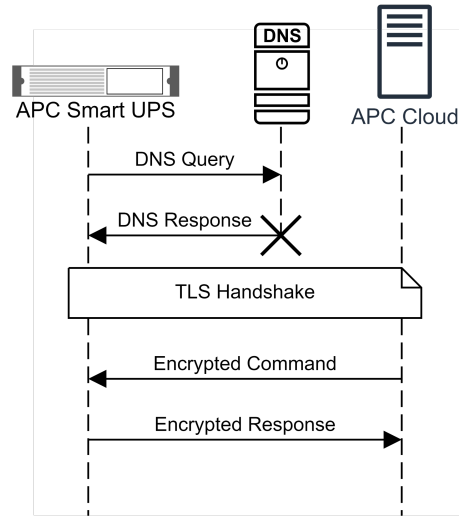 DNS
APC Smart UPS
APC Cloud
DNS Query
DNS Response
TLS Handshake
Encrypted Command
Encrypted Response